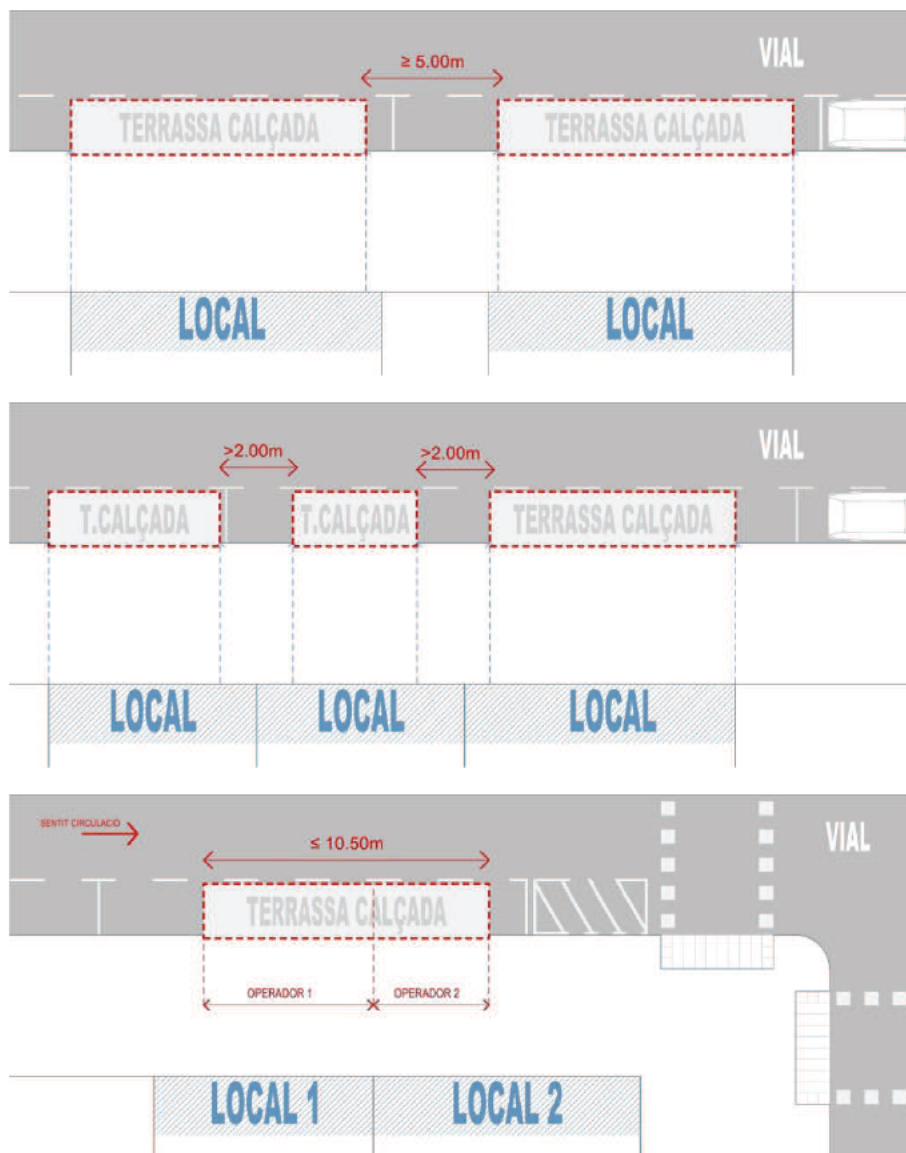 VIAL
≥ 5.00m
TERRASSA CALÇADA
TERRASSA CALÇADA
LOCAL
LOCAL
VIAL
>2.00m
>2.00m
T.CALÇADA
T.CALÇADA
TERRASSA CALÇADA
LOCAL
LOCAL
LOCAL
SENTIT CIRCULACIÓ
VIAL
≤ 10.50m
TERRASSA CALÇADA
OPERADOR 1
OPERADOR 2
LOCAL 1
LOCAL 2